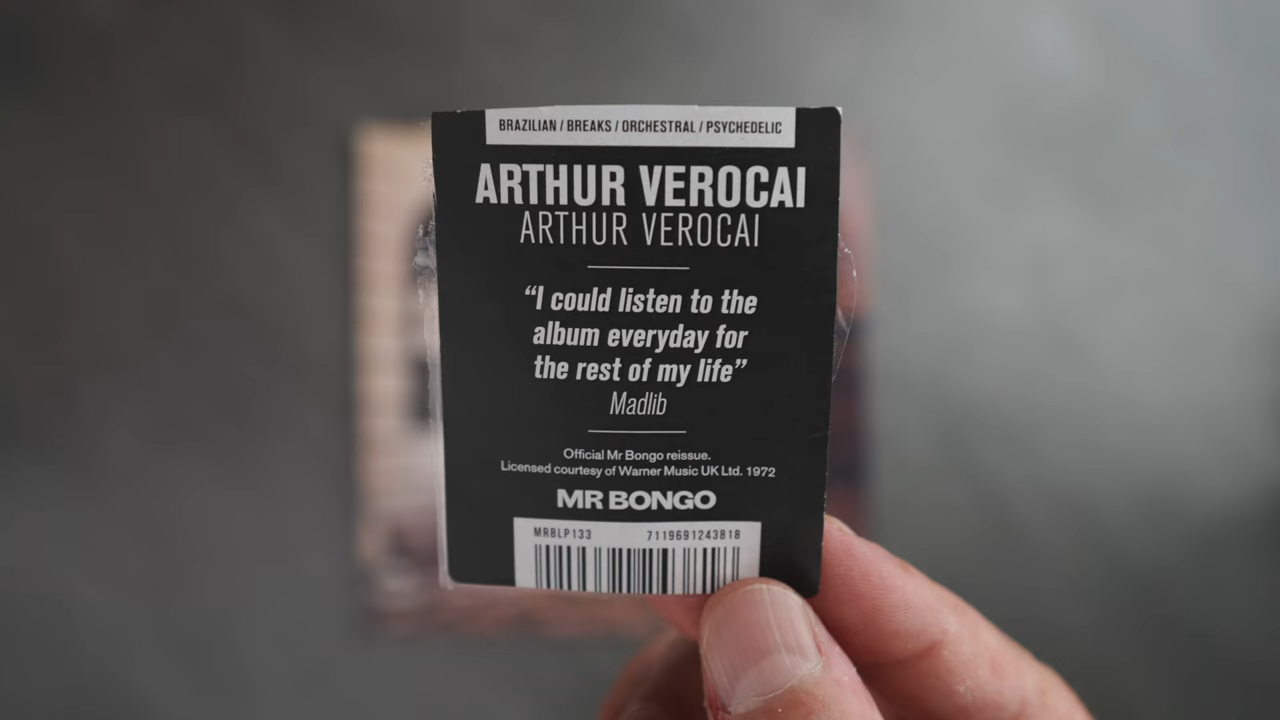 BRAZILIAN / BREAKS / ORCHESTRAL / PSYCHEDELIC
ARTHUR VEROCAI
ARTHUR VEROCAI
“I could listen to the
album everyday for
the rest of my life”
Madlib
Official Mr Bongo reissue.
Licensed courtesy of Warner Music UK Ltd. 1972
MR BONGO
MRBLP133 7119691243818